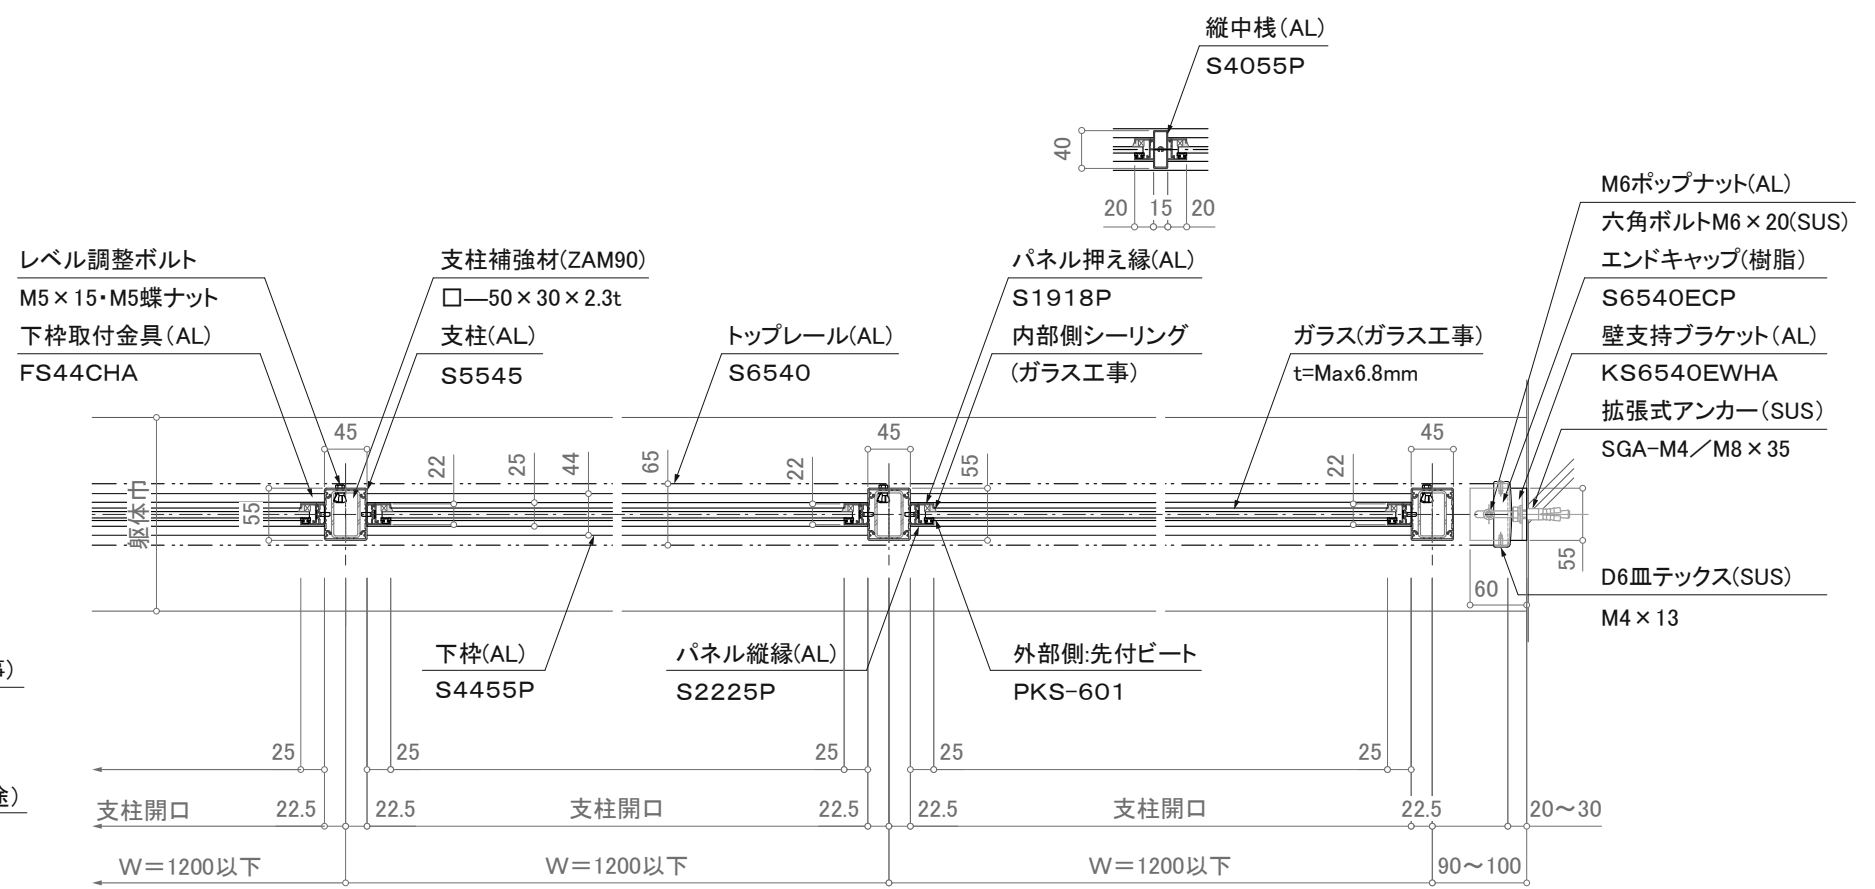 縦中桟(AL)
S4055P
40
20
15
20
M6ポップナット(AL)
六角ボルトM6×20(SUS)
エンドキャップ(樹脂)
S6540ECP
壁支持ブラケット(AL)
KS6540EWHA
拡張式アンカー(SUS)
SGA-M4／M8×35
レベル調整ボルト
M5×15・M5蝶ナット
下枠取付金具(AL)
FS44CHA
支柱補強材(ZAM90)
□—50×30×2.3t
支柱(AL)
S5545
トップレール(AL)
S6540
パネル押え縁(AL)
S1918P
内部側シーリング
(ガラス工事)
ガラス(ガラス工事)
t=Max6.8mm
45
45
45
22
25
44
65
22
55
22
躯体巾
55
55
60
D6皿テックス(SUS)
M4×13
下枠(AL)
S4455P
パネル縦縁(AL)
S2225P
外部側:先付ビート
PKS-601
)
)
25
25
25
25
25
支柱開口
22.5
22.5
支柱開口
22.5
22.5
支柱開口
22.5
20～30
W＝1200以下
W＝1200以下
W＝1200以下
90～100